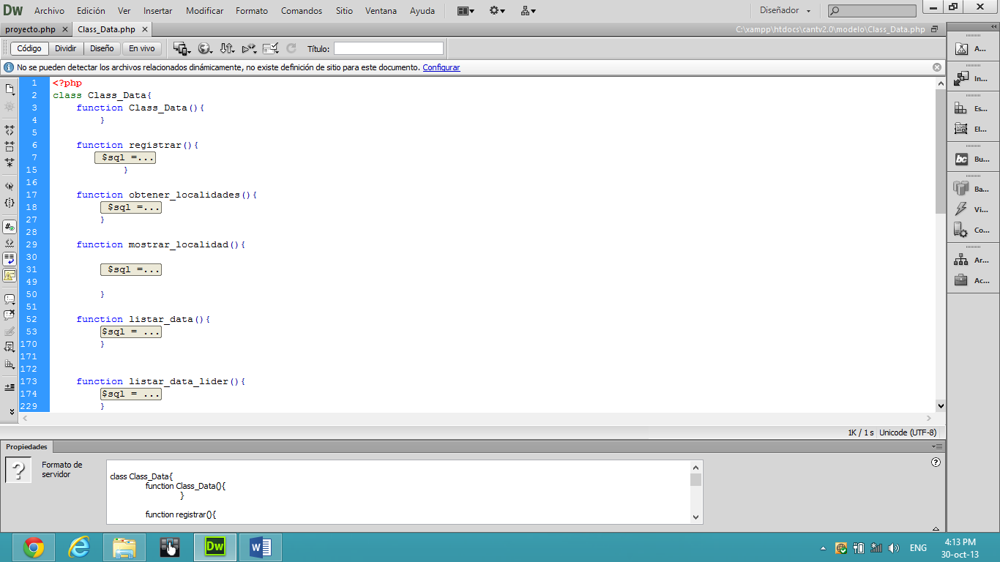 Dw Archivo Edición Ver Insertar Modificar Formato Comandos Sitio Ventana Ayuda Diseñador
proyecto.php Class_Data.php C:\xampp\htdocs\cantv2.0\modelo\Class_Data.php
Código Dividir Diseño En vivo Título:
No se pueden detectar los archivos relacionados dinámicamente, no existe definición de sitio para este documento. Configurar
1 <?php
2 class Class_Data{
3 function Class_Data(){
4 }
5
6 function registrar(){
7 $sql =...
15 }
16
17 function obtener_localidades(){
18 $sql =...
27 }
28
29 function mostrar_localidad(){
30
31 $sql =...
49
50 }
51
52 function listar_data(){
53 $sql = ...
170 }
171
172
173 function listar_data_lider(){
174 $sql = ...
229 }
A...
In...
Es...
El...
bc Bu...
Ba...
Vi...
Co...
Ar...
Ac...
1K / 1 s Unicode (UTF-8)
Propiedades
? Formato de servidor
class Class_Data{
function Class_Data(){
}
function registrar(){
Dw W ENG 4:13 PM
30-oct-13